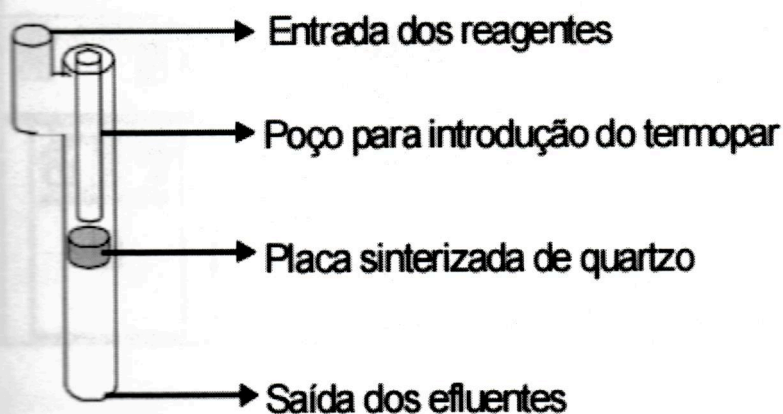 Entrada dos reagentes
Poço para introdução do termopar
Placa sinterizada de quartzo
Saída dos efluentes